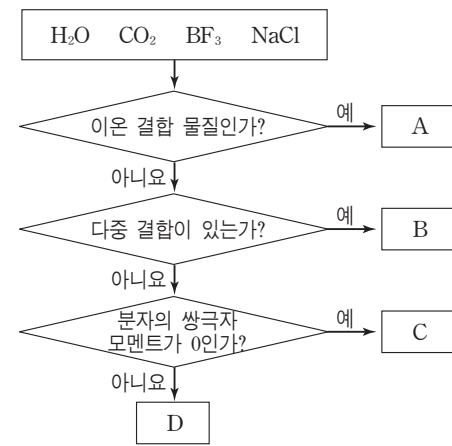 H₂O CO₂ BF₃ NaCl
이온 결합 물질인가?
예
A
아니요
다중 결합이 있는가?
예
B
아니요
분자의 쌍극자
모멘트가 0인가?
예
C
아니요
D